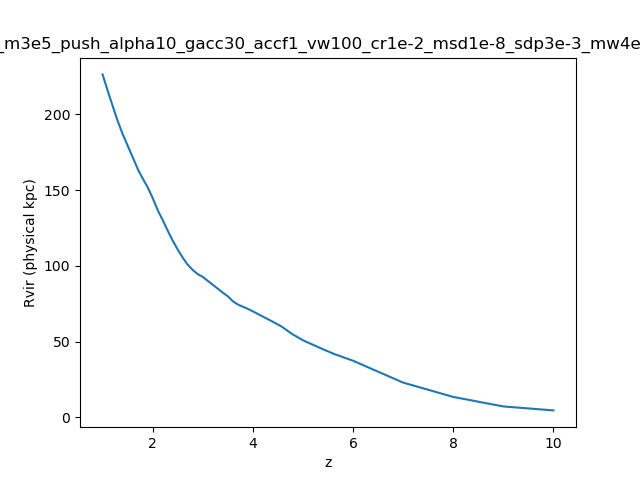 _m3e5_push_alpha10_gacc30_accf1_vw100_cr1e-2_msd1e-8_sdp3e-3_mw4e
200
150
100
50
0
Rvir (physical kpc)
2 4 6 8 10
z